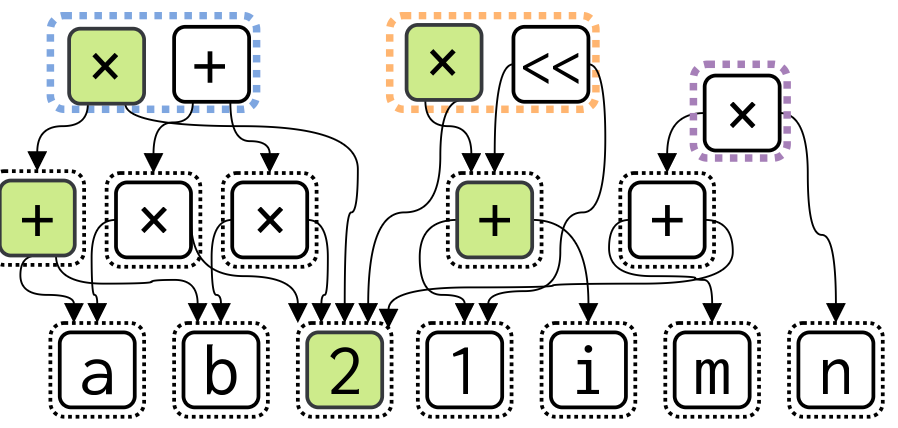 × + × <<
×
+ × × + +
a b 2 1 i m n